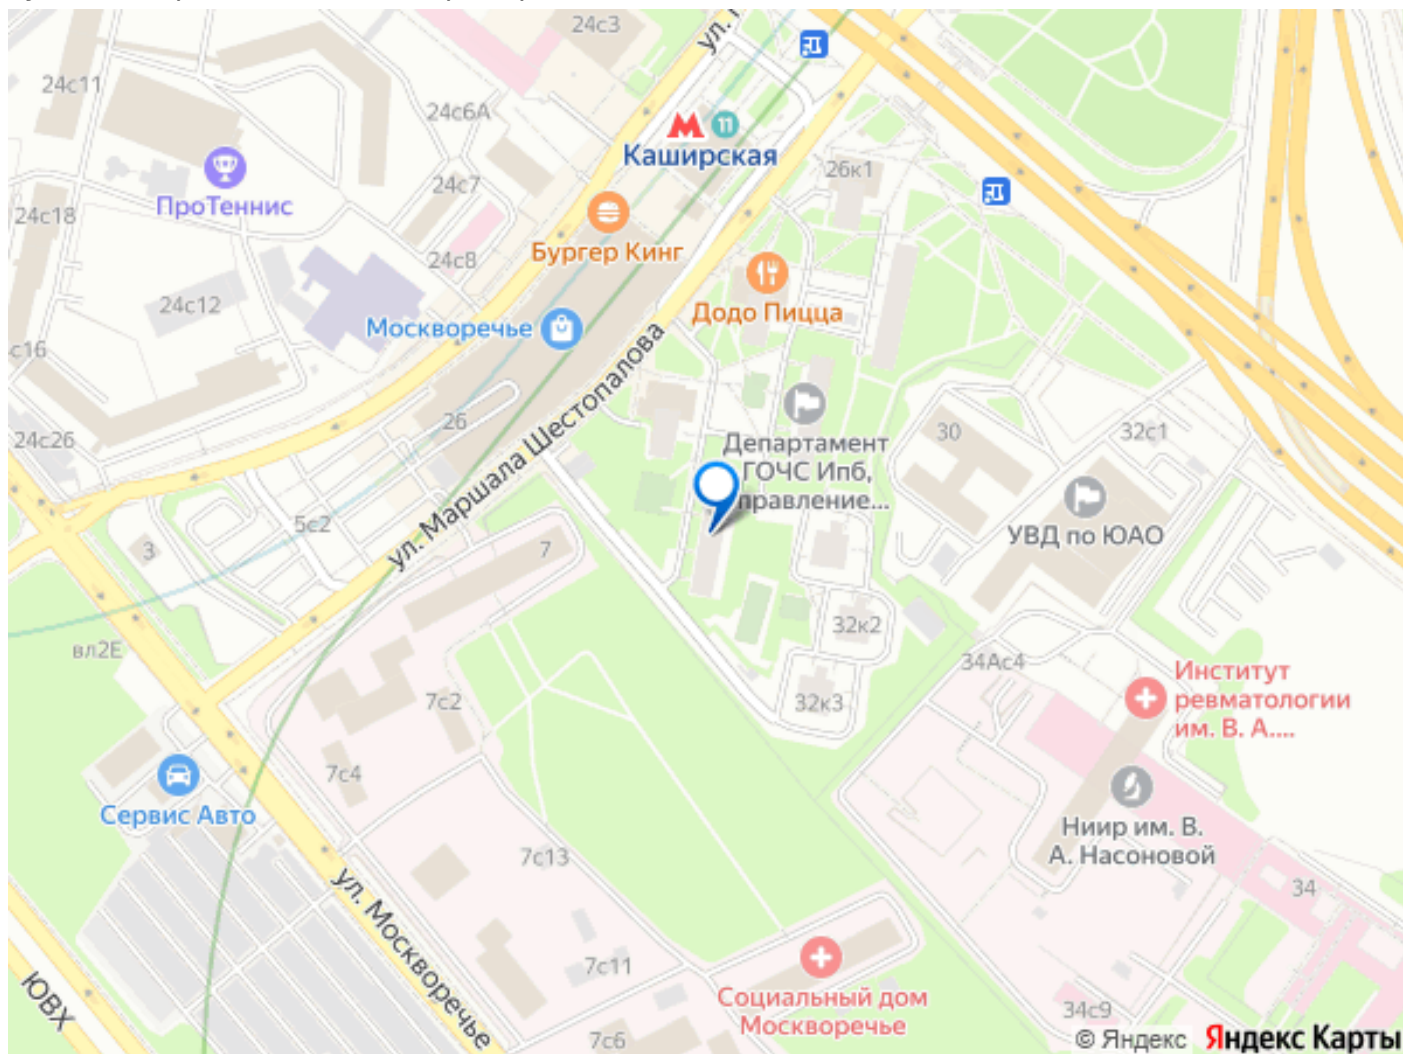 24с3
ул.
24с11
24с6А
11
Каширская
26к1
24с7
ПроТеннис
24с18
Бургер Кинг
24с8
24с12
Додо Пицца
Москворечье
с16
ул. Маршала Шестопалова
26
24с26
Департамент
ГОЧС Ипб,
правление...
30
32с1
5с2
УВД по ЮАО
3
7
32к2
вл2Е
34Ас4
Институт
ревматологии
им. В. А....
7с2
32к3
7с4
Сервис Авто
Ниир им. В.
А. Насоновой
7с13
34
ул. Москворечье
7с11
ЮВХ
Социальный дом
Москворечье
34с9
7с6
© Яндекс Яндекс Карты